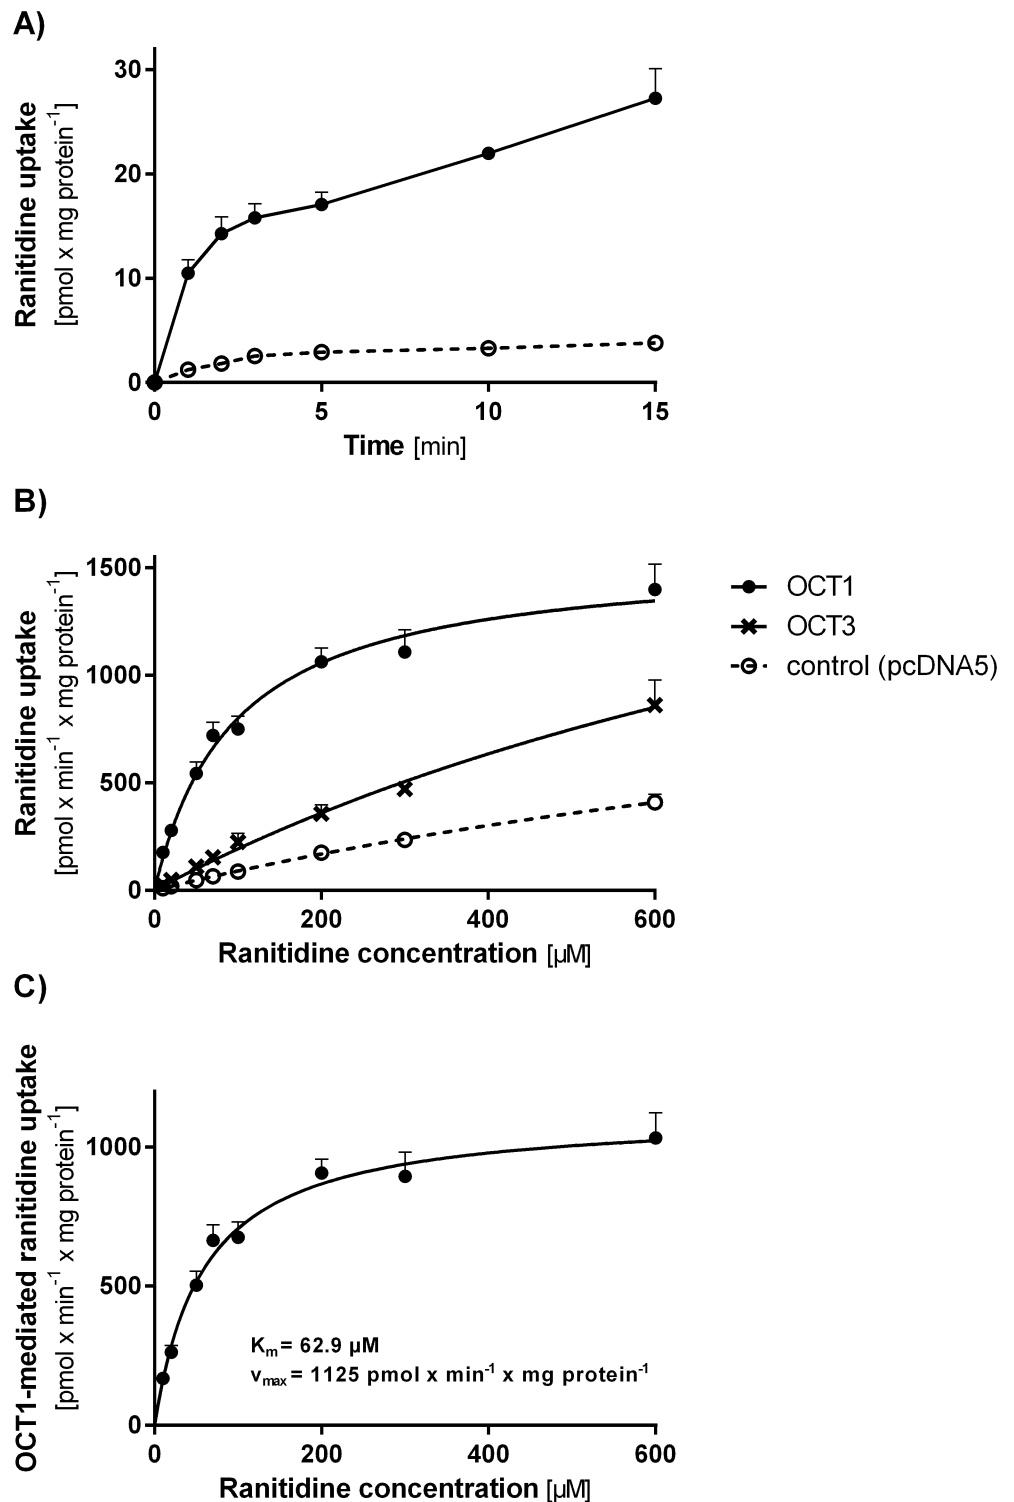 A)
Ranitidine uptake
[pmol x mg protein⁻¹]
30
20
10
0
0 5 10 15
Time [min]
B)
Ranitidine uptake
[pmol x min⁻¹ x mg protein⁻¹]
1500
1000
500
0
0 200 400 600
Ranitidine concentration [µM]
OCT1
OCT3
control (pcDNA5)
C)
OCT1-mediated ranitidine uptake
[pmol x min⁻¹ x mg protein⁻¹]
1000
500
0
Kₘ = 62.9 µM
vₘₐₓ = 1125 pmol x min⁻¹ x mg protein⁻¹
0 200 400 600
Ranitidine concentration [µM]